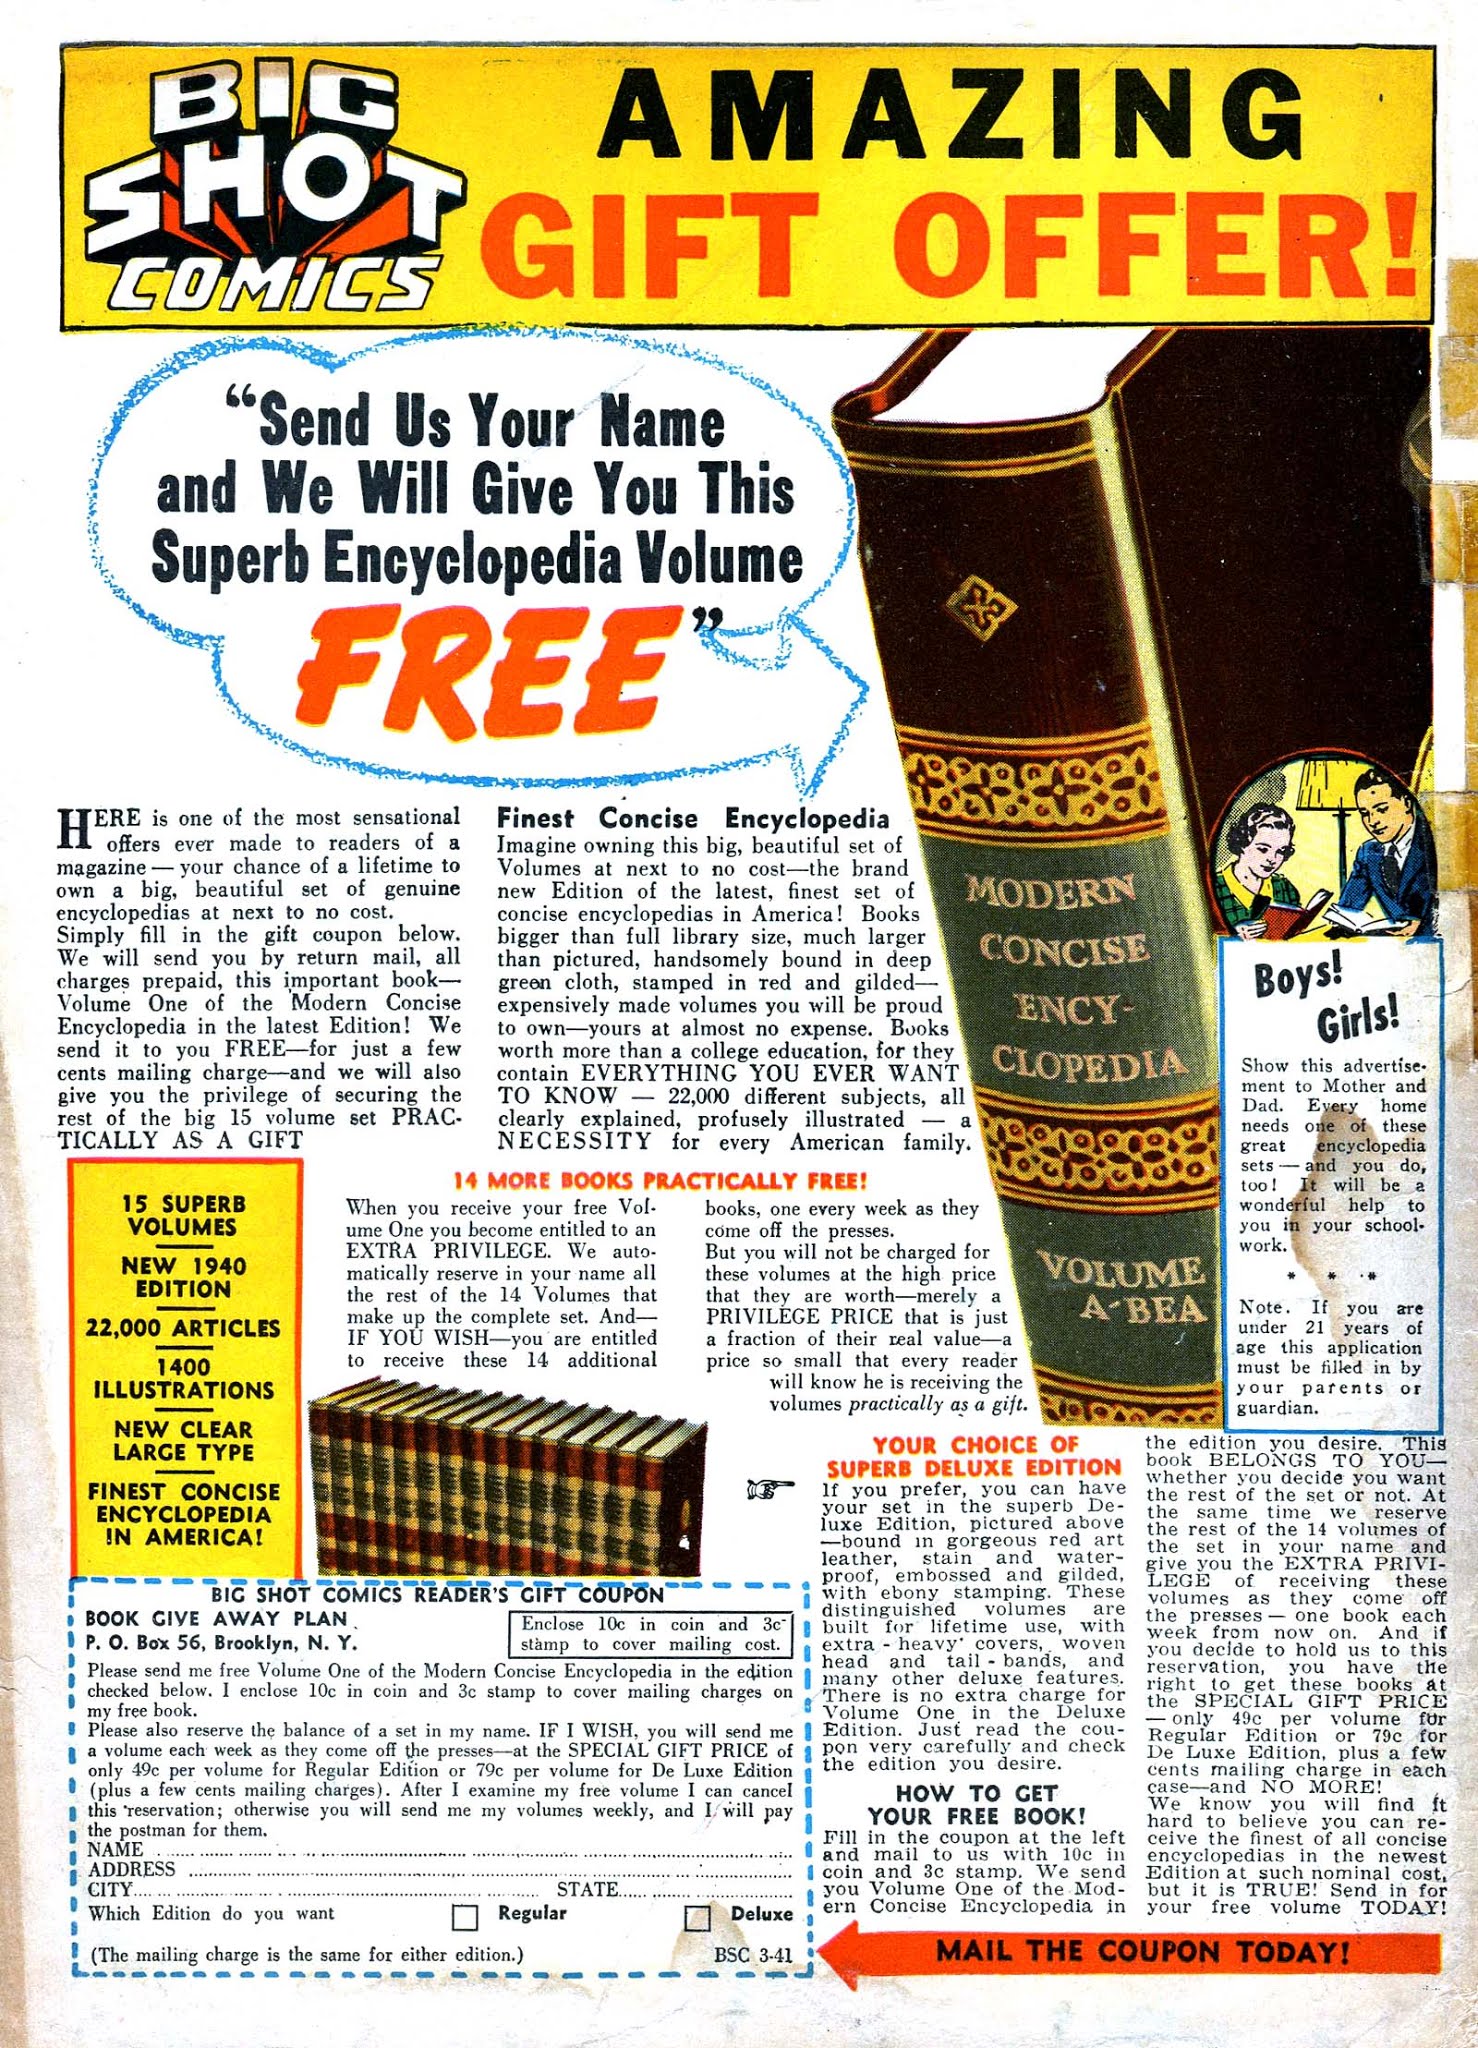 BIG
SHOT
COMICS
AMAZING
GIFT OFFER!
“Send Us Your Name
and We Will Give You This
Superb Encyclopedia Volume
FREE”
HERE is one of the most sensational
offers ever made to readers of a
magazine — your chance of a lifetime to
own a big, beautiful set of genuine
encyclopedias at next to no cost.
Simply fill in the gift coupon below.
We will send you by return mail, all
charges prepaid, this important book—
Volume One of the Modern Concise
Encyclopedia in the latest Edition! We
send it to you FREE—for just a few
cents mailing charge—and we will also
give you the privilege of securing the
rest of the big 15 volume set PRAC-
TICALLY AS A GIFT
Finest Concise Encyclopedia
Imagine owning this big, beautiful set of
Volumes at next to no cost—the brand
new Edition of the latest, finest set of
concise encyclopedias in America! Books
bigger than full library size, much larger
than pictured, handsomely bound in deep
green cloth, stamped in red and gilded—
expensively made volumes you will be proud
to own—yours at almost no expense. Books
worth more than a college education, for they
contain EVERYTHING YOU EVER WANT
TO KNOW — 22,000 different subjects, all
clearly explained, profusely illustrated — a
NECESSITY for every American family.
MODERN
CONCISE
ENCY-
CLOPEDIA
VOLUME
A-BEA
Boys!
Girls!
Show this advertise-
ment to Mother and
Dad. Every home
needs one of these
great encyclopedia
sets — and you do,
too! It will be a
wonderful help to
you in your school-
work.
* * *
Note. If you are
under 21 years of
age this application
must be filled in by
your parents or
guardian.
15 SUPERB
VOLUMES
NEW 1940
EDITION
22,000 ARTICLES
1400
ILLUSTRATIONS
NEW CLEAR
LARGE TYPE
FINEST CONCISE
ENCYCLOPEDIA
IN AMERICA!
14 MORE BOOKS PRACTICALLY FREE!
When you receive your free Vol-
ume One you become entitled to an
EXTRA PRIVILEGE. We auto-
matically reserve in your name all
the rest of the 14 Volumes that
make up the complete set. And—
IF YOU WISH—you are entitled
to receive these 14 additional
books, one every week as they
come off the presses.
But you will not be charged for
these volumes at the high price
that they are worth—merely a
PRIVILEGE PRICE that is just
a fraction of their real value—a
price so small that every reader
will know he is receiving the
volumes practically as a gift.
YOUR CHOICE OF
SUPERB DELUXE EDITION
If you prefer, you can have
your set in the superb De-
luxe Edition, pictured above
—bound in gorgeous red art
leather, stain and water-
proof, embossed and gilded,
with ebony stamping. These
distinguished volumes are
built for lifetime use, with
extra - heavy covers, woven
head and tail - bands, and
many other deluxe features.
There is no extra charge for
Volume One in the Deluxe
Edition. Just read the cou-
pon very carefully and check
the edition you desire.
HOW TO GET
YOUR FREE BOOK!
Fill in the coupon at the left
and mail to us with 10c in
coin and 3c stamp. We send
you Volume One of the Mod-
ern Concise Encyclopedia in
the edition you desire. This
book BELONGS TO YOU—
whether you decide you want
the rest of the set or not. At
the same time we reserve
the rest of the 14 volumes of
the set in your name and
give you the EXTRA PRIVI-
LEGE of receiving these
volumes as they come off
the presses — one book each
week from now on. And if
you decide to hold us to this
reservation, you have the
right to get these books at
the SPECIAL GIFT PRICE
—only 49c per volume for
Regular Edition or 79c for
De Luxe Edition, plus a few
cents mailing charge in each
case—and NO MORE!
We know you will find it
hard to believe you can re-
ceive the finest of all concise
encyclopedias in the newest
Edition at such nominal cost,
but it is TRUE! Send in for
your free volume TODAY!
BIG SHOT COMICS READER'S GIFT COUPON
BOOK GIVE AWAY PLAN
P. O. Box 56, Brooklyn, N. Y.
Enclose 10c in coin and 3c
stamp to cover mailing cost.
Please send me free Volume One of the Modern Concise Encyclopedia in the edition
checked below. I enclose 10c in coin and 3c stamp to cover mailing charges on
my free book.
Please also reserve the balance of a set in my name. IF I WISH, you will send me
a volume each week as they come off the presses—at the SPECIAL GIFT PRICE of
only 49c per volume for Regular Edition or 79c per volume for De Luxe Edition
(plus a few cents mailing charges). After I examine my free volume I can cancel
this reservation; otherwise you will send me my volumes weekly, and I will pay
the postman for them.
NAME
ADDRESS
CITY STATE
Which Edition do you want Regular Deluxe
(The mailing charge is the same for either edition.) BSC 3-41
MAIL THE COUPON TODAY!